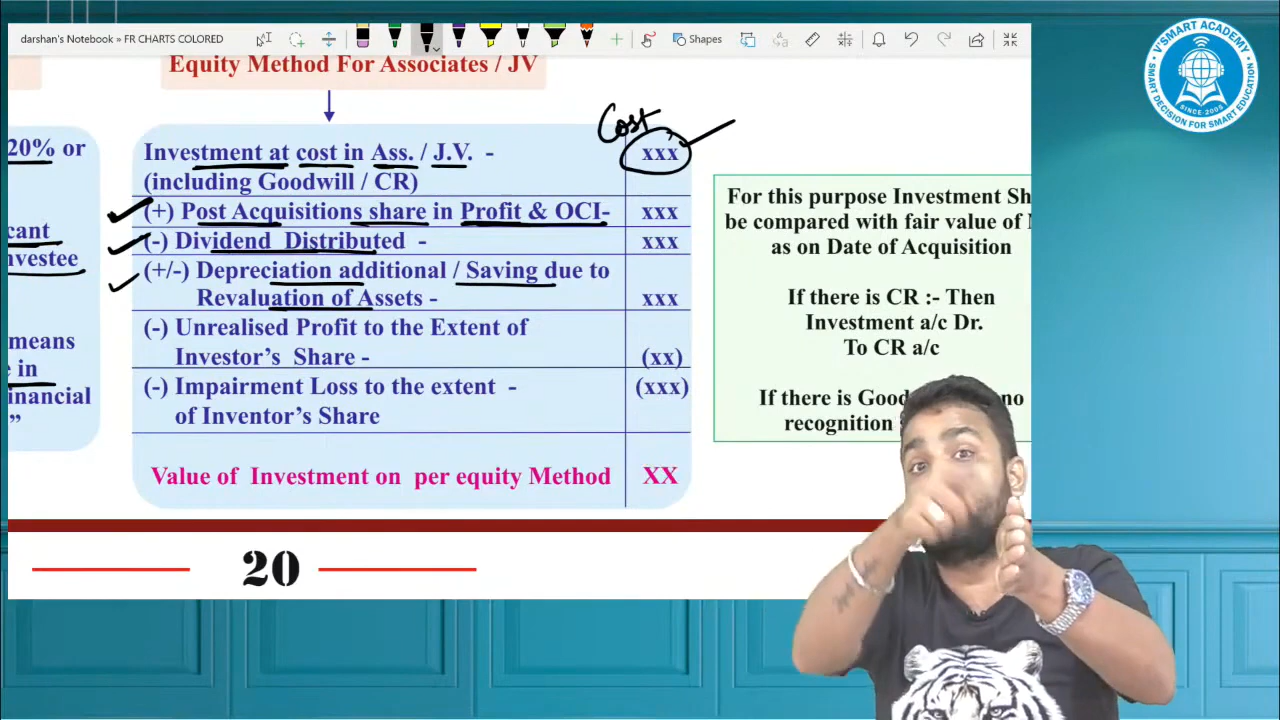 darshan's Notebook » FR CHARTS COLORED
Shapes
V'SMART ACADEMY
SMART DECISION FOR SMART EDUCATION
SINCE-2009
Equity Method For Associates / JV
Cost
20% or
Investment at cost in Ass. / J.V. - xxx
(including Goodwill / CR)
(+) Post Acquisitions share in Profit & OCI- xxx
(-) Dividend Distributed - xxx
(+/-) Depreciation additional / Saving due to
Revaluation of Assets - xxx
(-) Unrealised Profit to the Extent of
Investor's Share - (xx)
(-) Impairment Loss to the extent - (xxx)
of Inventor's Share
Value of Investment on per equity Method XX
means
in
”
For this purpose Investment Sh
be compared with fair value of
as on Date of Acquisition
If there is CR :- Then
Investment a/c Dr.
To CR a/c
If there is no
recognition
20